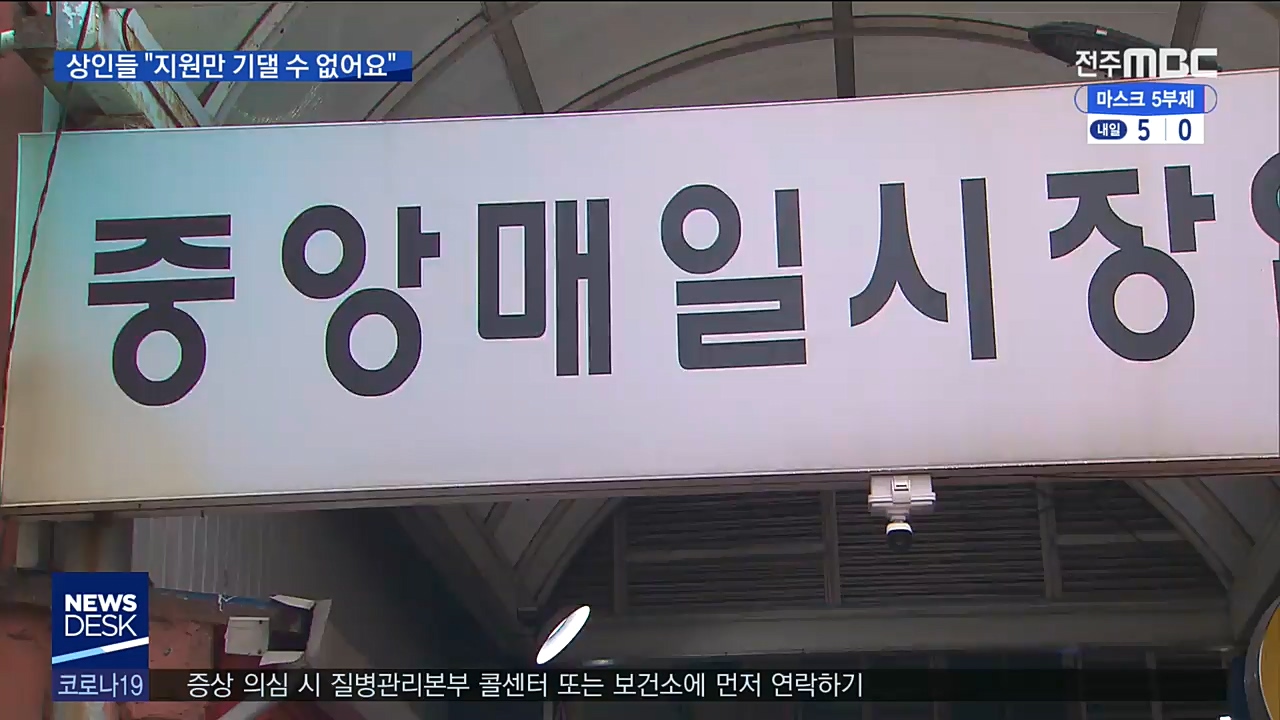 상인들 "지원만 기댈 수 없어요"
전주MBC
마스크 5부제
내일 5 0
중앙매일시장
NEWS
DESK
코로나19 증상 의심 시 질병관리본부 콜센터 또는 보건소에 먼저 연락하기